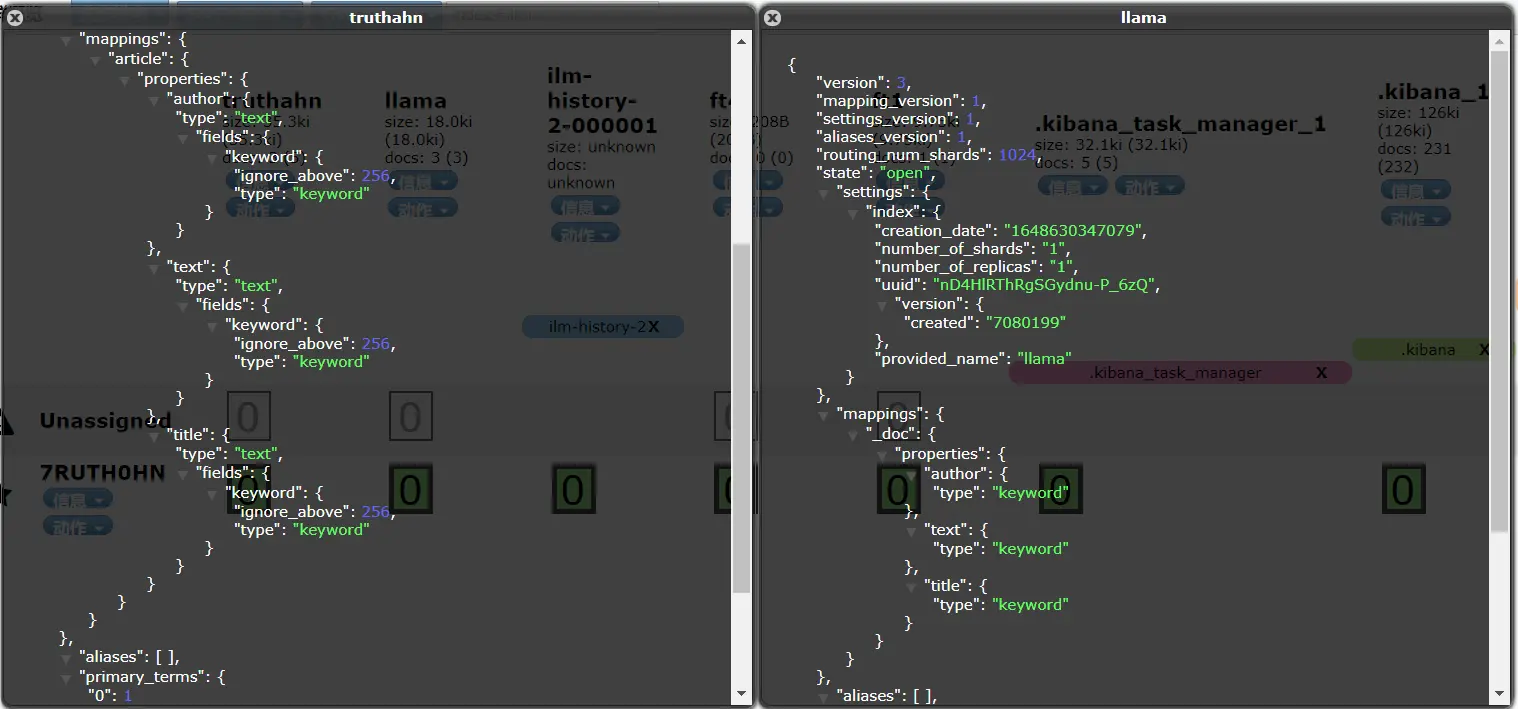 truthahn
"mappings": {
"article": {
"properties": {
"author": {
"type": "text",
"fields": {
"keyword": {
"ignore_above": 256,
"type": "keyword"
}
}
},
"text": {
"type": "text",
"fields": {
"keyword": {
"ignore_above": 256,
"type": "keyword"
}
}
},
"title": {
"type": "text",
"fields": {
"keyword": {
"ignore_above": 256,
"type": "keyword"
}
}
}
}
}
},
"aliases": [ ],
"primary_terms": {
"0": 1
truthahn
llama
size: 18.0ki
(18.0ki)
docs: 3 (3)
信息
动作
ilm-
history-
2-000001
size: unknown
docs:
unknown
信息
动作
ilm-history-2 X
Unassigned
0
0
7RUTH0HN
信息
动作
0
0
0
llama
{
"version": 3,
"mapping_version": 1,
"settings_version": 1,
"aliases_version": 1,
"routing_num_shards": 1024,
"state": "open",
"settings": {
"index": {
"creation_date": "1648630347079",
"number_of_shards": "1",
"number_of_replicas": "1",
"uuid": "nD4HlRThRgSGydnu-P_6zQ",
"version": {
"created": "7080199"
},
"provided_name": "llama"
}
},
"mappings": {
"_doc": {
"properties": {
"author": {
"type": "keyword"
},
"text": {
"type": "keyword"
},
"title": {
"type": "keyword"
}
}
}
},
"aliases": [ ],
.kibana_task_manager_1
size: 32.1ki (32.1ki)
docs: 5 (5)
信息
动作
.kibana_1
size: 126ki
(126ki)
docs: 231
(232)
信息
动作
.kibana X
.kibana_task_manager X
0
0
0
0